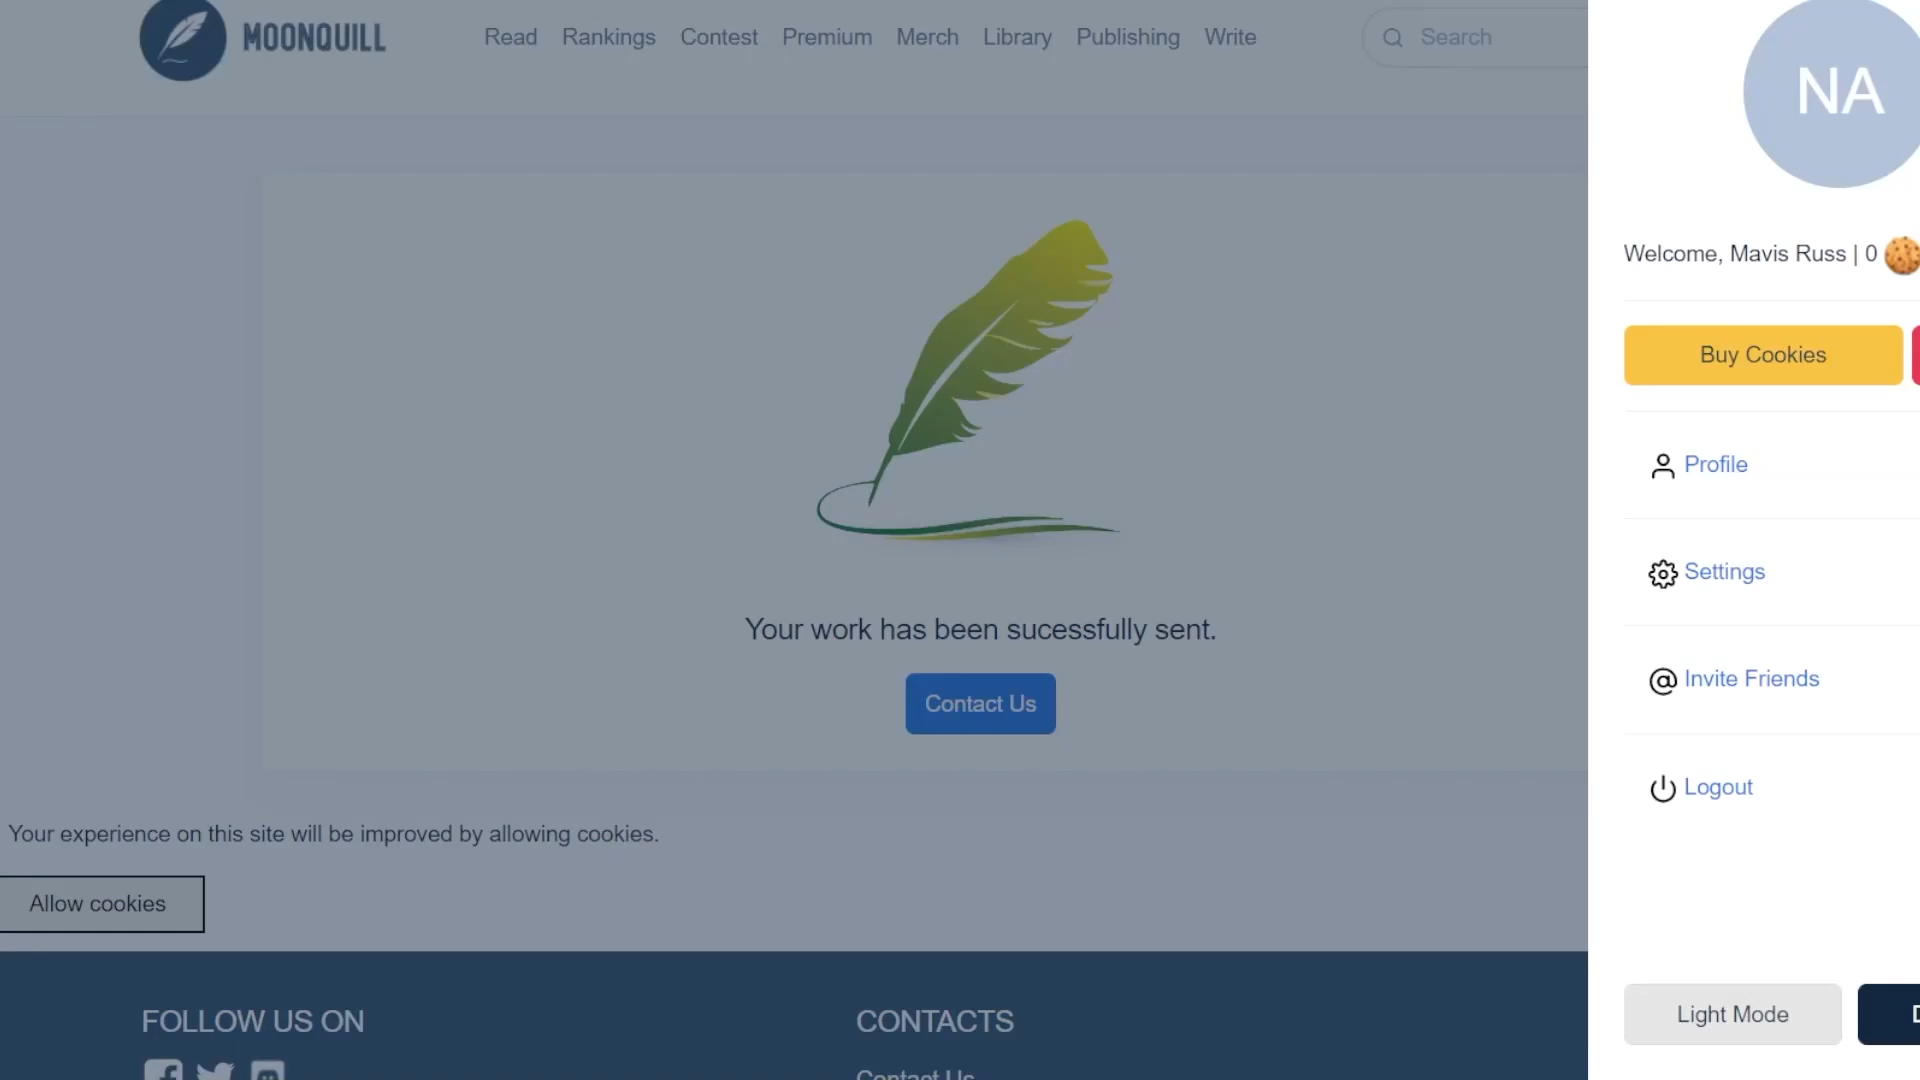 MOONQUILL
Read Rankings Contest Premium Merch Library Publishing Write
Search
NA
Welcome, Mavis Russ | 0
Buy Cookies
Profile
Settings
Invite Friends
Logout
Light Mode
Your work has been sucessfully sent.
Contact Us
Your experience on this site will be improved by allowing cookies.
Allow cookies
FOLLOW US ON
CONTACTS
Contact Us